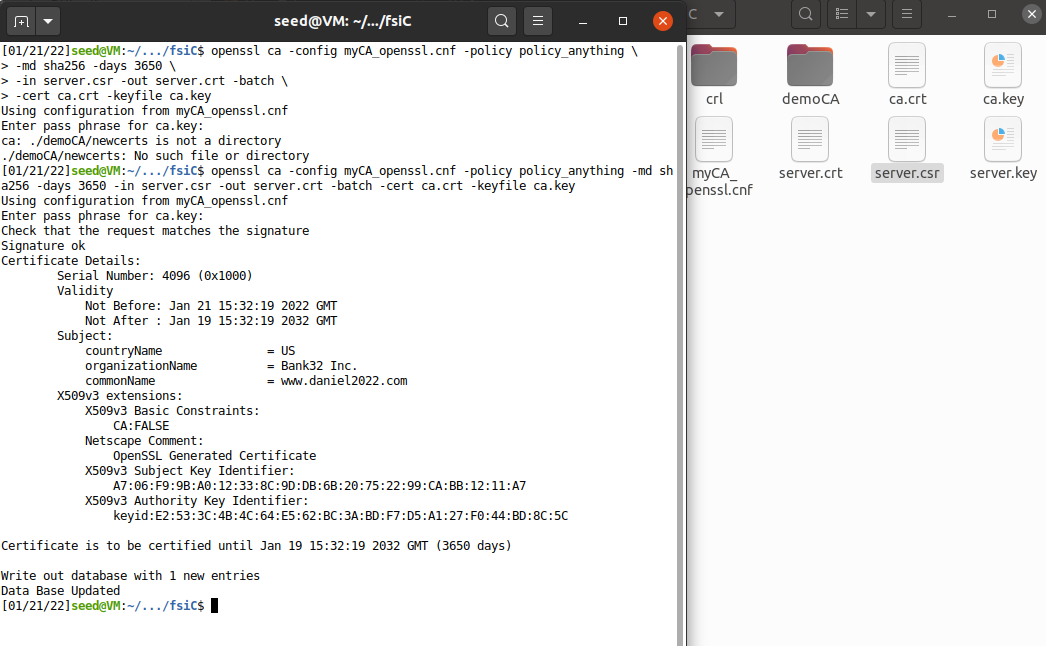 seed@VM: ~/.../fsiC
[01/21/22]seed@VM:~/.../fsiC$ openssl ca -config myCA_openssl.cnf -policy policy_anything \
> -md sha256 -days 3650 \
> -in server.csr -out server.crt -batch \
> -cert ca.crt -keyfile ca.key
Using configuration from myCA_openssl.cnf
Enter pass phrase for ca.key:
ca: ./demoCA/newcerts is not a directory
./demoCA/newcerts: No such file or directory
[01/21/22]seed@VM:~/.../fsiC$ openssl ca -config myCA_openssl.cnf -policy policy_anything -md sh
a256 -days 3650 -in server.csr -out server.crt -batch -cert ca.crt -keyfile ca.key
Using configuration from myCA_openssl.cnf
Enter pass phrase for ca.key:
Check that the request matches the signature
Signature ok
Certificate Details:
        Serial Number: 4096 (0x1000)
        Validity
            Not Before: Jan 21 15:32:19 2022 GMT
            Not After : Jan 19 15:32:19 2032 GMT
        Subject:
            countryName               = US
            organizationName          = Bank32 Inc.
            commonName                = www.daniel2022.com
        X509v3 extensions:
            X509v3 Basic Constraints:
                CA:FALSE
            Netscape Comment:
                OpenSSL Generated Certificate
            X509v3 Subject Key Identifier:
                A7:06:F9:9B:A0:12:33:8C:9D:DB:6B:20:75:22:99:CA:BB:12:11:A7
            X509v3 Authority Key Identifier:
                keyid:E2:53:3C:4B:4C:64:E5:62:BC:3A:BD:F7:D5:A1:27:F0:44:BD:8C:5C
Certificate is to be certified until Jan 19 15:32:19 2032 GMT (3650 days)
Write out database with 1 new entries
Data Base Updated
[01/21/22]seed@VM:~/.../fsiC$
C
crl
demoCA
ca.crt
ca.key
myCA_
penssl.cnf
server.crt
server.csr
server.key